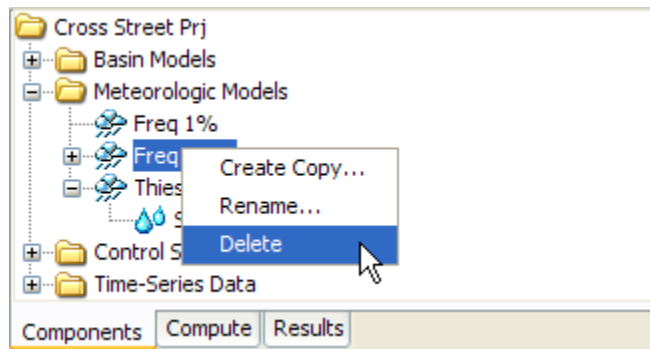 Cross Street Prj
Basin Models
Meteorologic Models
Freq 1%
Freq
Create Copy...
Thies
Rename...
S
Delete
Control S
Time-Series Data
Components Compute Results